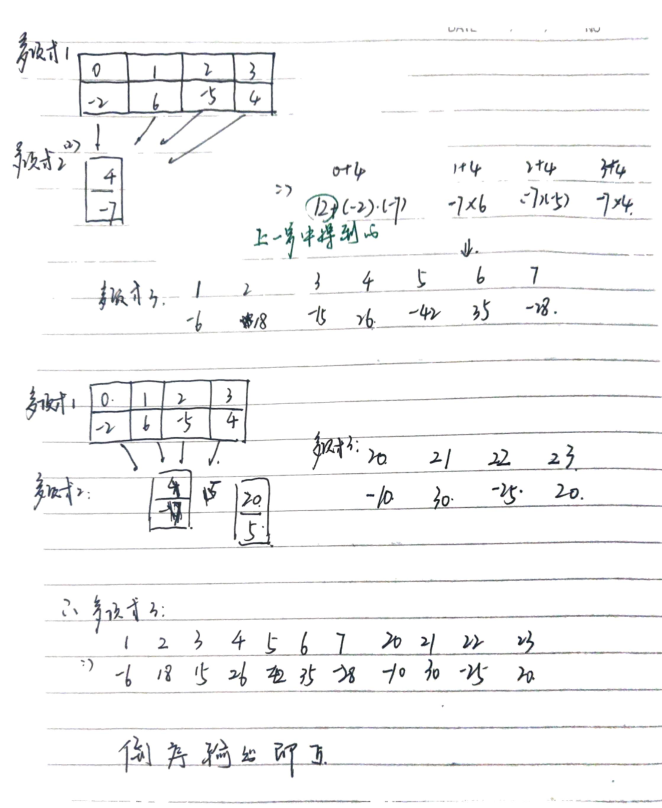 DATE . / NO
多项式1
0 1 2 3
-2 6 -5 4
多项式2
4
-7
=> 0+4 1+4 2+4 3+4
12+(-2)·(-7) -7×6 -7×(-5) -7×4
上一步中得到的
多项式3. 1 2 3 4 5 6 7
-6 18 -15 26 -42 35 -28.
多项式1 0. 1 2 3
-2 6 -5 4
多项式3: 20 21 22 23
多项式2: 4 20
5
-10 30. -25. 20.
∴ 多项式3:
1 2 3 4 5 6 7 20 21 22 23
=> -6 18 15 26 35 -28 -10 30 -25 20.
倒序输出即可